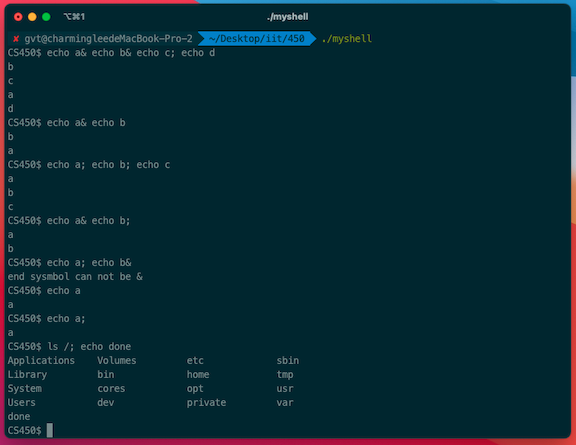 ⌥⌘1
./myshell
✘ gvt@charmingleedeMacBook-Pro-2 ~/Desktop/iit/450 ./myshell
CS450$ echo a& echo b& echo c; echo d
b
c
a
d
CS450$ echo a& echo b
b
a
CS450$ echo a; echo b; echo c
a
b
c
CS450$ echo a& echo b;
a
b
CS450$ echo a; echo b&
end sysmbol can not be &
CS450$ echo a
a
CS450$ echo a;
a
CS450$ ls /; echo done
Applications Volumes etc sbin
Library bin home tmp
System cores opt usr
Users dev private var
done
CS450$